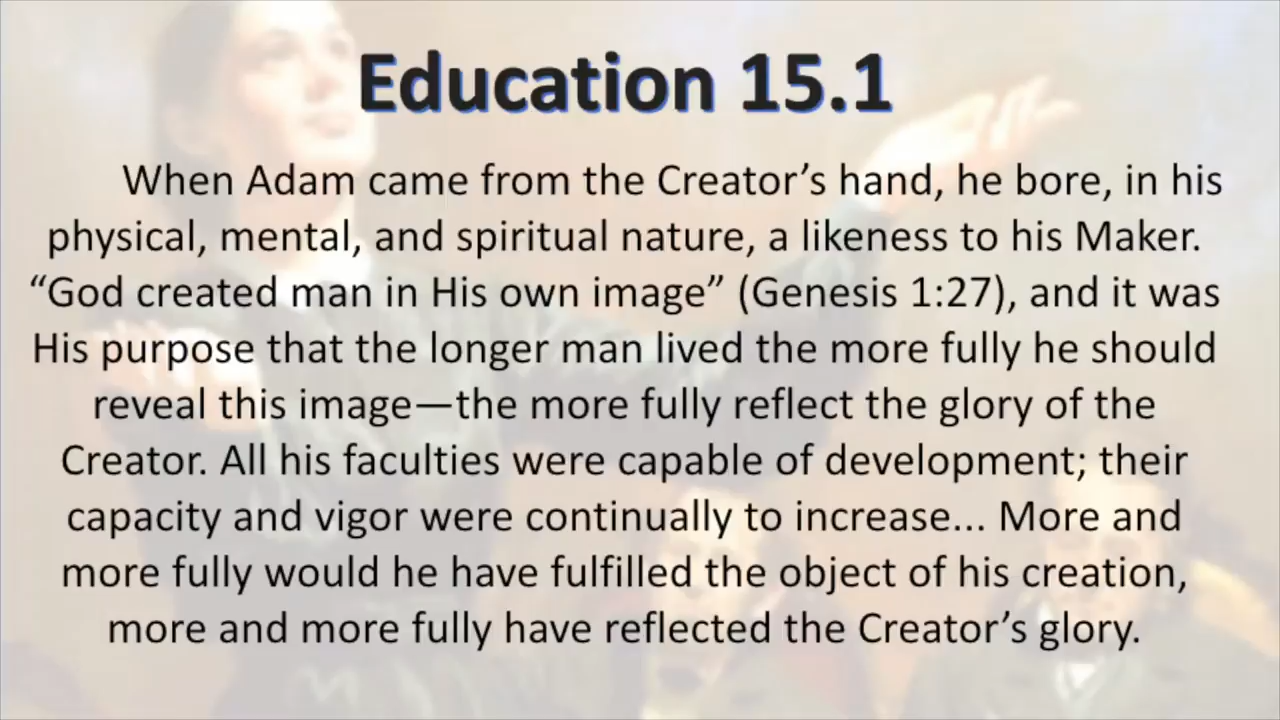 Education 15.1
When Adam came from the Creator’s hand, he bore, in his
physical, mental, and spiritual nature, a likeness to his Maker.
“God created man in His own image” (Genesis 1:27), and it was
His purpose that the longer man lived the more fully he should
reveal this image—the more fully reflect the glory of the
Creator. All his faculties were capable of development; their
capacity and vigor were continually to increase... More and
more fully would he have fulfilled the object of his creation,
more and more fully have reflected the Creator’s glory.